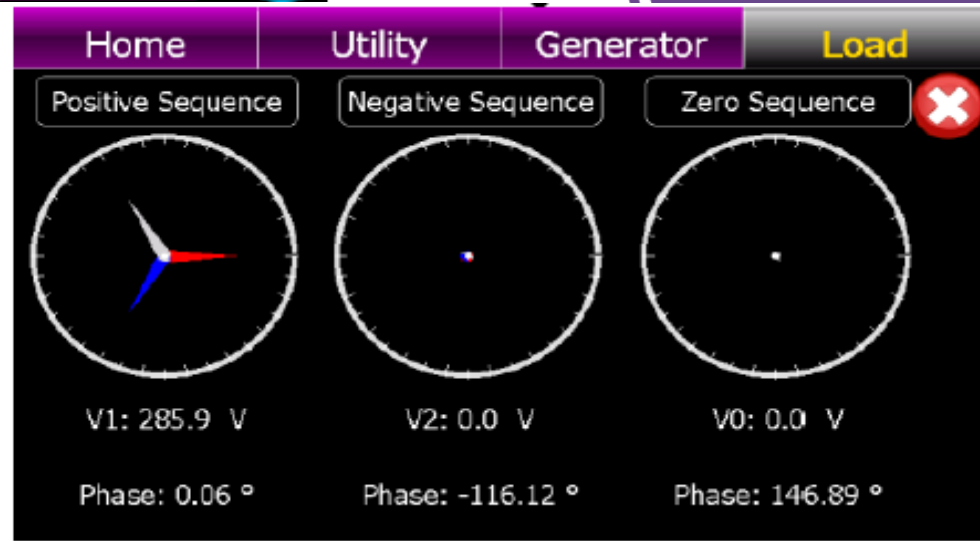 Home Utility Generator Load
Positive Sequence Negative Sequence Zero Sequence
V1: 285.9 V V2: 0.0 V V0: 0.0 V
Phase: 0.06 ° Phase: -116.12 ° Phase: 146.89 °